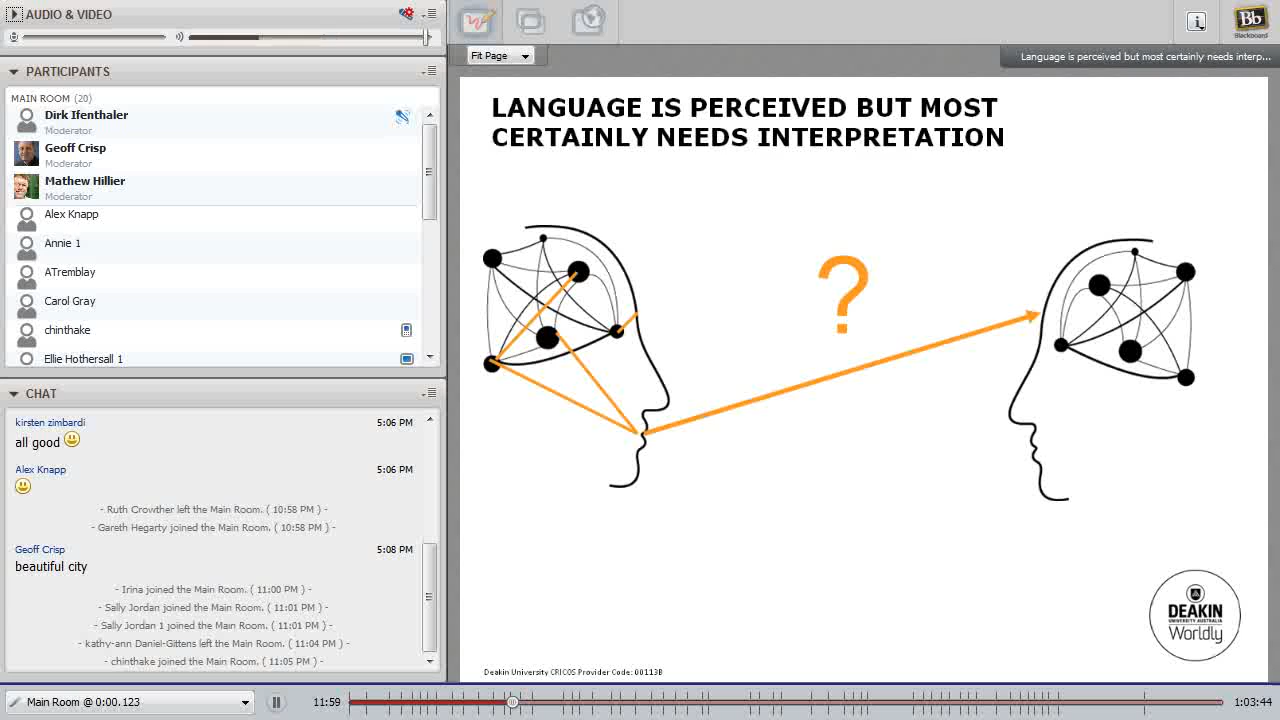 AUDIO & VIDEO
PARTICIPANTS
MAIN ROOM (20)
Dirk Ifenthaler
Moderator
Geoff Crisp
Moderator
Mathew Hillier
Moderator
Alex Knapp
Annie 1
ATremblay
Carol Gray
chinthake
Ellie Hothersall 1
CHAT
kirsten zimbardi 5:06 PM
all good
Alex Knapp 5:06 PM
- Ruth Crowther left the Main Room. ( 10:58 PM ) -
- Gareth Hegarty joined the Main Room. ( 10:58 PM ) -
Geoff Crisp 5:08 PM
beautiful city
- Irina joined the Main Room. ( 11:00 PM ) -
- Sally Jordan joined the Main Room. ( 11:01 PM ) -
- Sally Jordan 1 joined the Main Room. ( 11:01 PM ) -
- kathy-ann Daniel-Gittens left the Main Room. ( 11:04 PM ) -
- chinthake joined the Main Room. ( 11:05 PM ) -
Main Room @ 0:00.123
11:59
1:03:44
Fit Page
Language is perceived but most certainly needs interp...
Bb
Blackboard
LANGUAGE IS PERCEIVED BUT MOST
CERTAINLY NEEDS INTERPRETATION
?
DEAKIN
UNIVERSITY AUSTRALIA
Worldly
Deakin University CRICOS Provider Code: 00113B